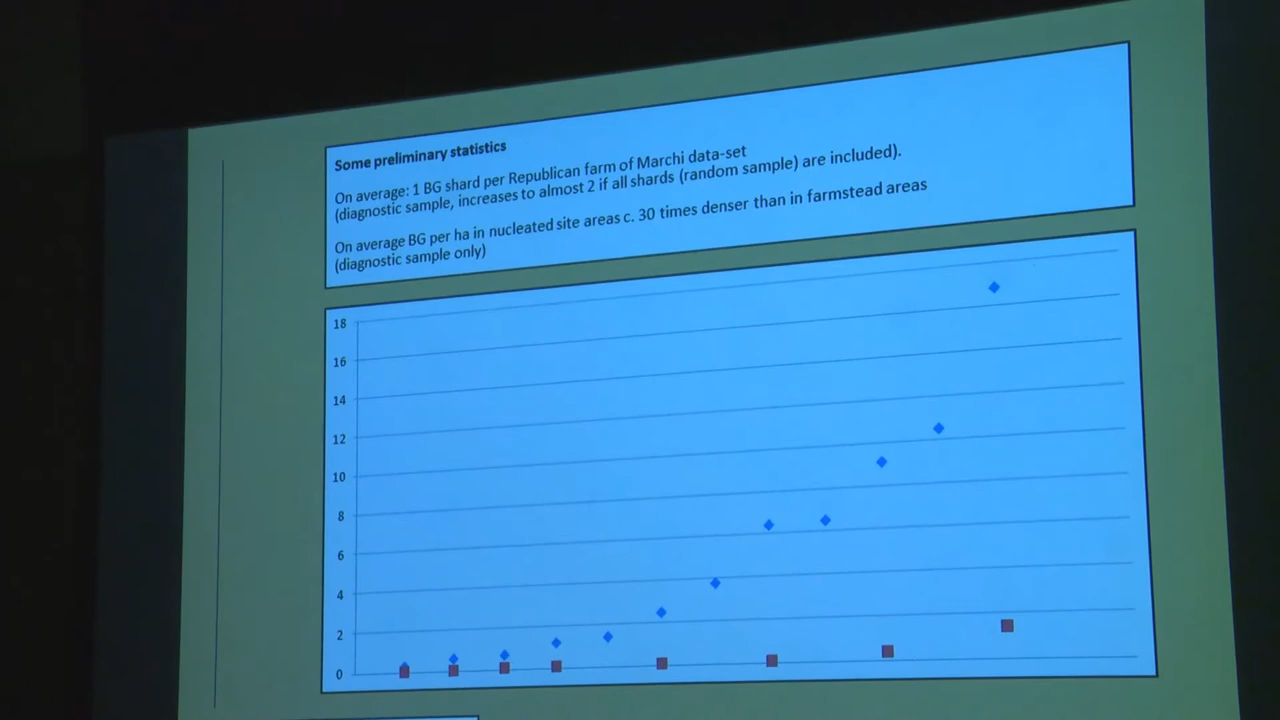 Some preliminary statistics
On average: 1 BG shard per Republican farm of Marchi data-set
(diagnostic sample, increases to almost 2 if all shards (random sample) are included).
On average BG per ha in nucleated site areas c. 30 times denser than in farmstead areas
(diagnostic sample only)
18
16
14
12
10
8
6
4
2
0